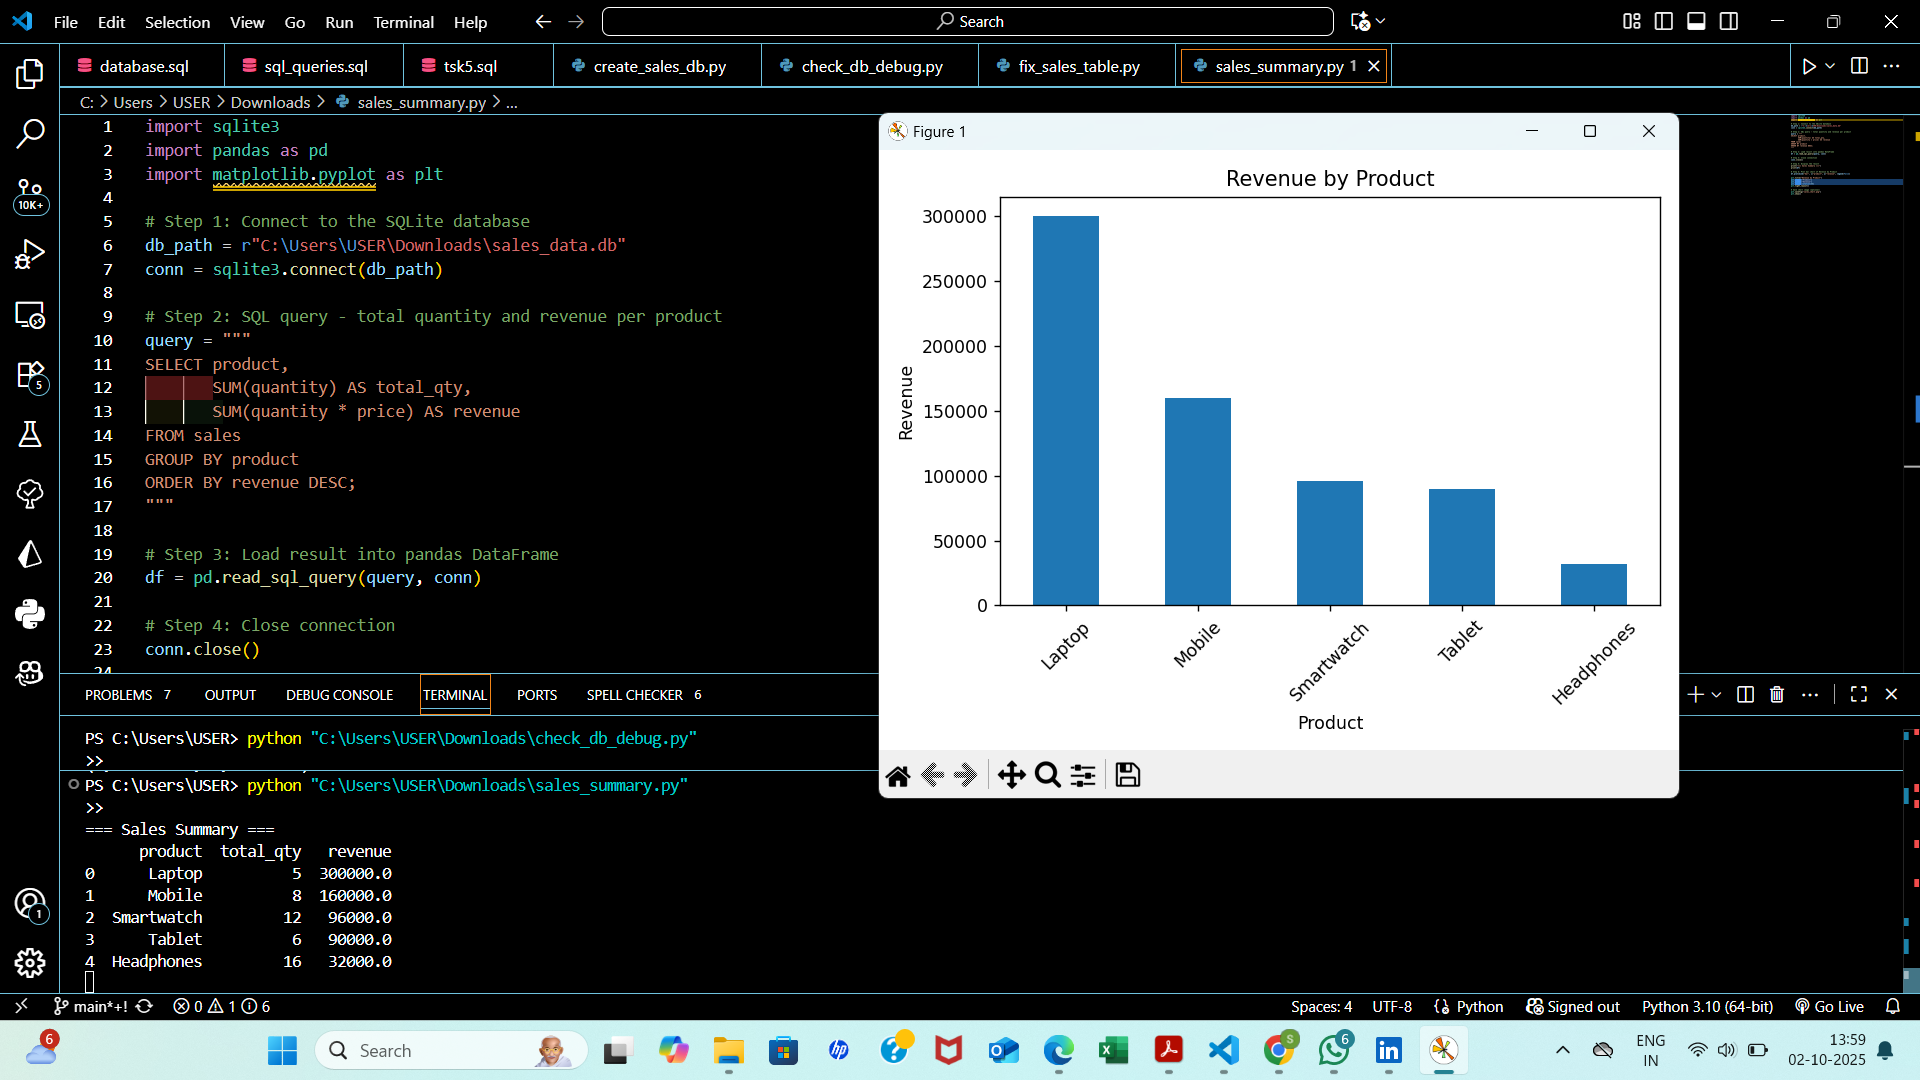 File Edit Selection View Go Run Terminal Help
Search
database.sql sql_queries.sql tsk5.sql create_sales_db.py check_db_debug.py fix_sales_table.py sales_summary.py 1
C: > Users > USER > Downloads > sales_summary.py > ...
1 import sqlite3
2 import pandas as pd
3 import matplotlib.pyplot as plt
4
5 # Step 1: Connect to the SQLite database
6 db_path = r"C:\Users\USER\Downloads\sales_data.db"
7 conn = sqlite3.connect(db_path)
8
9 # Step 2: SQL query - total quantity and revenue per product
10 query = """
11 SELECT product,
12 SUM(quantity) AS total_qty,
13 SUM(quantity * price) AS revenue
14 FROM sales
15 GROUP BY product
16 ORDER BY revenue DESC;
17 """
18
19 # Step 3: Load result into pandas DataFrame
20 df = pd.read_sql_query(query, conn)
21
22 # Step 4: Close connection
23 conn.close()
24
10K+
5
1
Figure 1
Revenue by Product
Revenue
300000
250000
200000
150000
100000
50000
0
Laptop Mobile Smartwatch Tablet Headphones
Product
PROBLEMS 7 OUTPUT DEBUG CONSOLE TERMINAL PORTS SPELL CHECKER 6
PS C:\Users\USER> python "C:\Users\USER\Downloads\check_db_debug.py"
>>
PS C:\Users\USER> python "C:\Users\USER\Downloads\sales_summary.py"
>>
=== Sales Summary ===
product total_qty revenue
0 Laptop 5 300000.0
1 Mobile 8 160000.0
2 Smartwatch 12 96000.0
3 Tablet 6 90000.0
4 Headphones 16 32000.0
main*+! 0 1 6 Spaces: 4 UTF-8 Python Signed out Python 3.10 (64-bit) Go Live
6
Search
hp
S
6
ENG
IN
13:59
02-10-2025